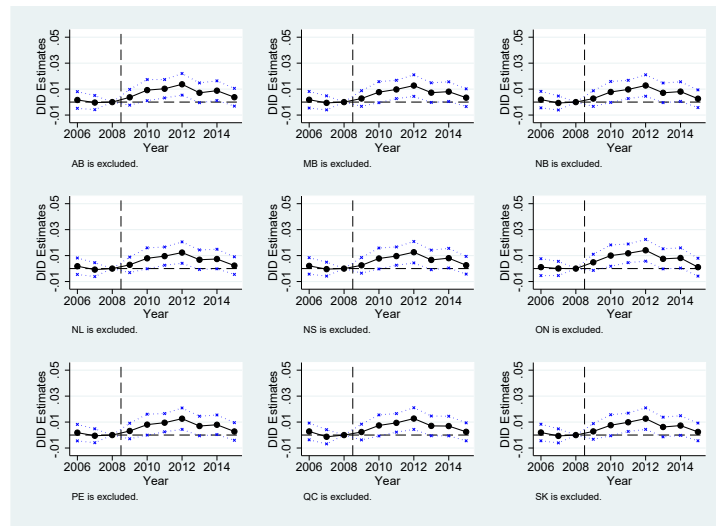 DID Estimates
-.01 .01 .03 .05
2006 2008 2010 2012 2014
Year
AB is excluded.
DID Estimates
-.01 .01 .03 .05
2006 2008 2010 2012 2014
Year
MB is excluded.
DID Estimates
-.01 .01 .03 .05
2006 2008 2010 2012 2014
Year
NB is excluded.
DID Estimates
-.01 .01 .03 .05
2006 2008 2010 2012 2014
Year
NL is excluded.
DID Estimates
-.01 .01 .03 .05
2006 2008 2010 2012 2014
Year
NS is excluded.
DID Estimates
-.01 .01 .03 .05
2006 2008 2010 2012 2014
Year
ON is excluded.
DID Estimates
-.01 .01 .03 .05
2006 2008 2010 2012 2014
Year
PE is excluded.
DID Estimates
-.01 .01 .03 .05
2006 2008 2010 2012 2014
Year
QC is excluded.
DID Estimates
-.01 .01 .03 .05
2006 2008 2010 2012 2014
Year
SK is excluded.